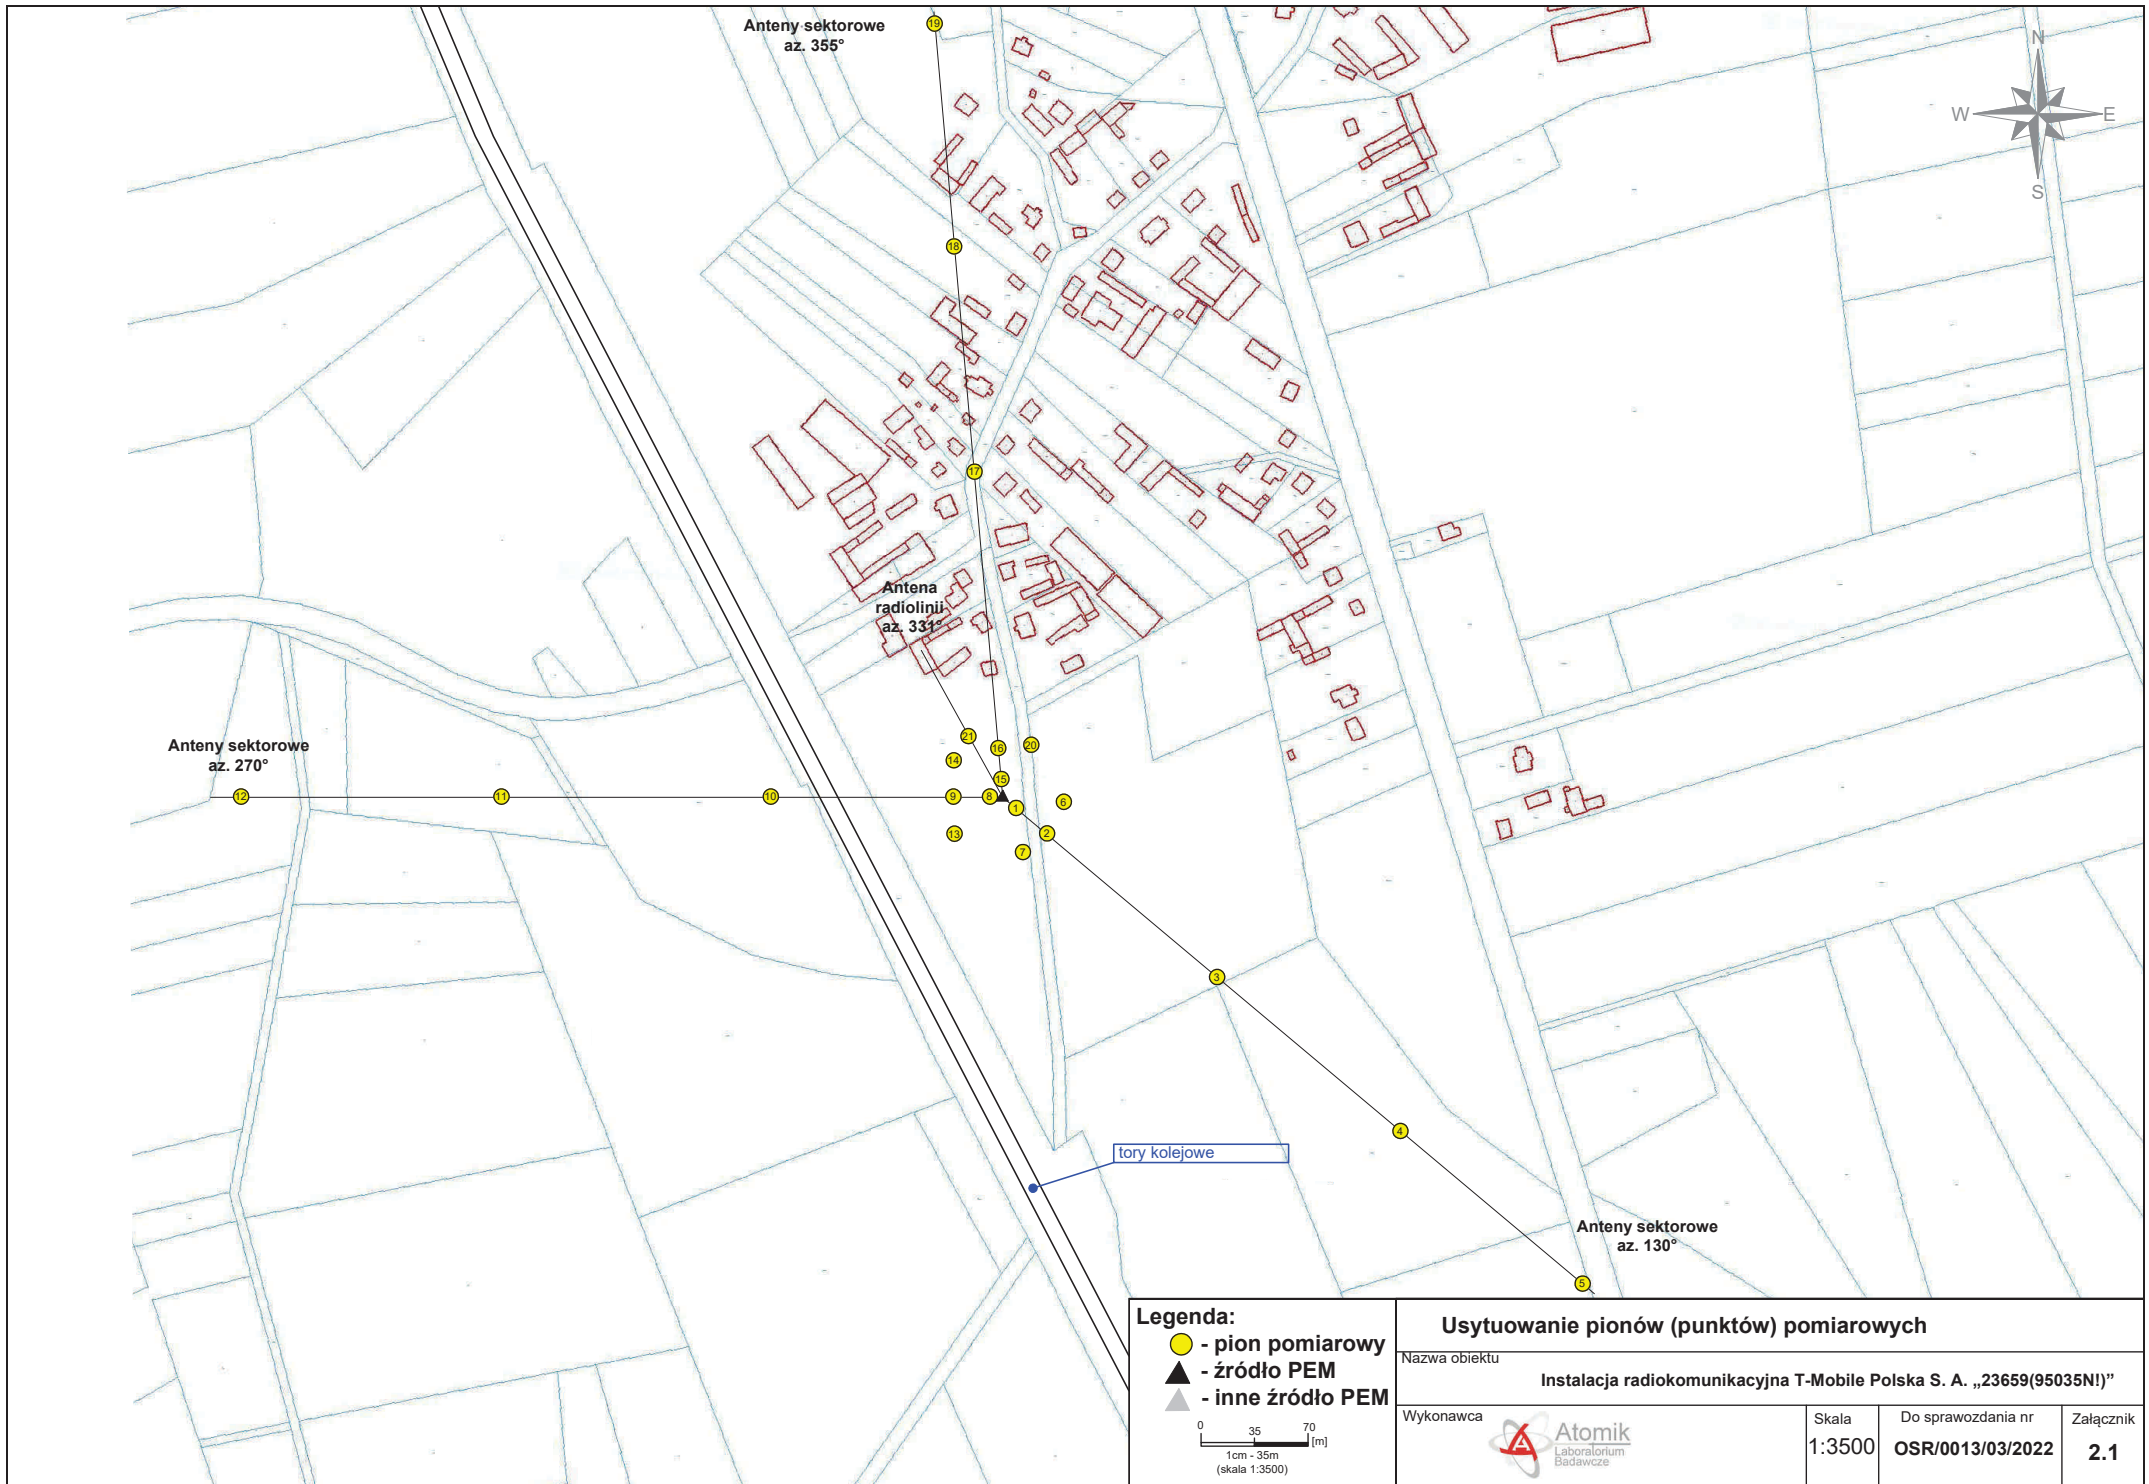 Anteny sektorowe
az. 355°
19
N
W
E
S
18
17
Antena
radiolinii
az. 331°
21
16
20
14
15
Anteny sektorowe
az. 270°
12
11
10
9
8
6
1
13
2
7
3
4
tory kolejowe
Anteny sektorowe
az. 130°
5
Legenda:
- pion pomiarowy
- źródło PEM
- inne źródło PEM
0 35 70
[m]
1cm - 35m
(skala 1:3500)
Usytuowanie pionów (punktów) pomiarowych
Nazwa obiektu
Instalacja radiokomunikacyjna T-Mobile Polska S. A. „23659(95035N!)”
Wykonawca
Atomik
Laboratorium
Badawcze
Skala
1:3500
Do sprawozdania nr
OSR/0013/03/2022
Załącznik
2.1